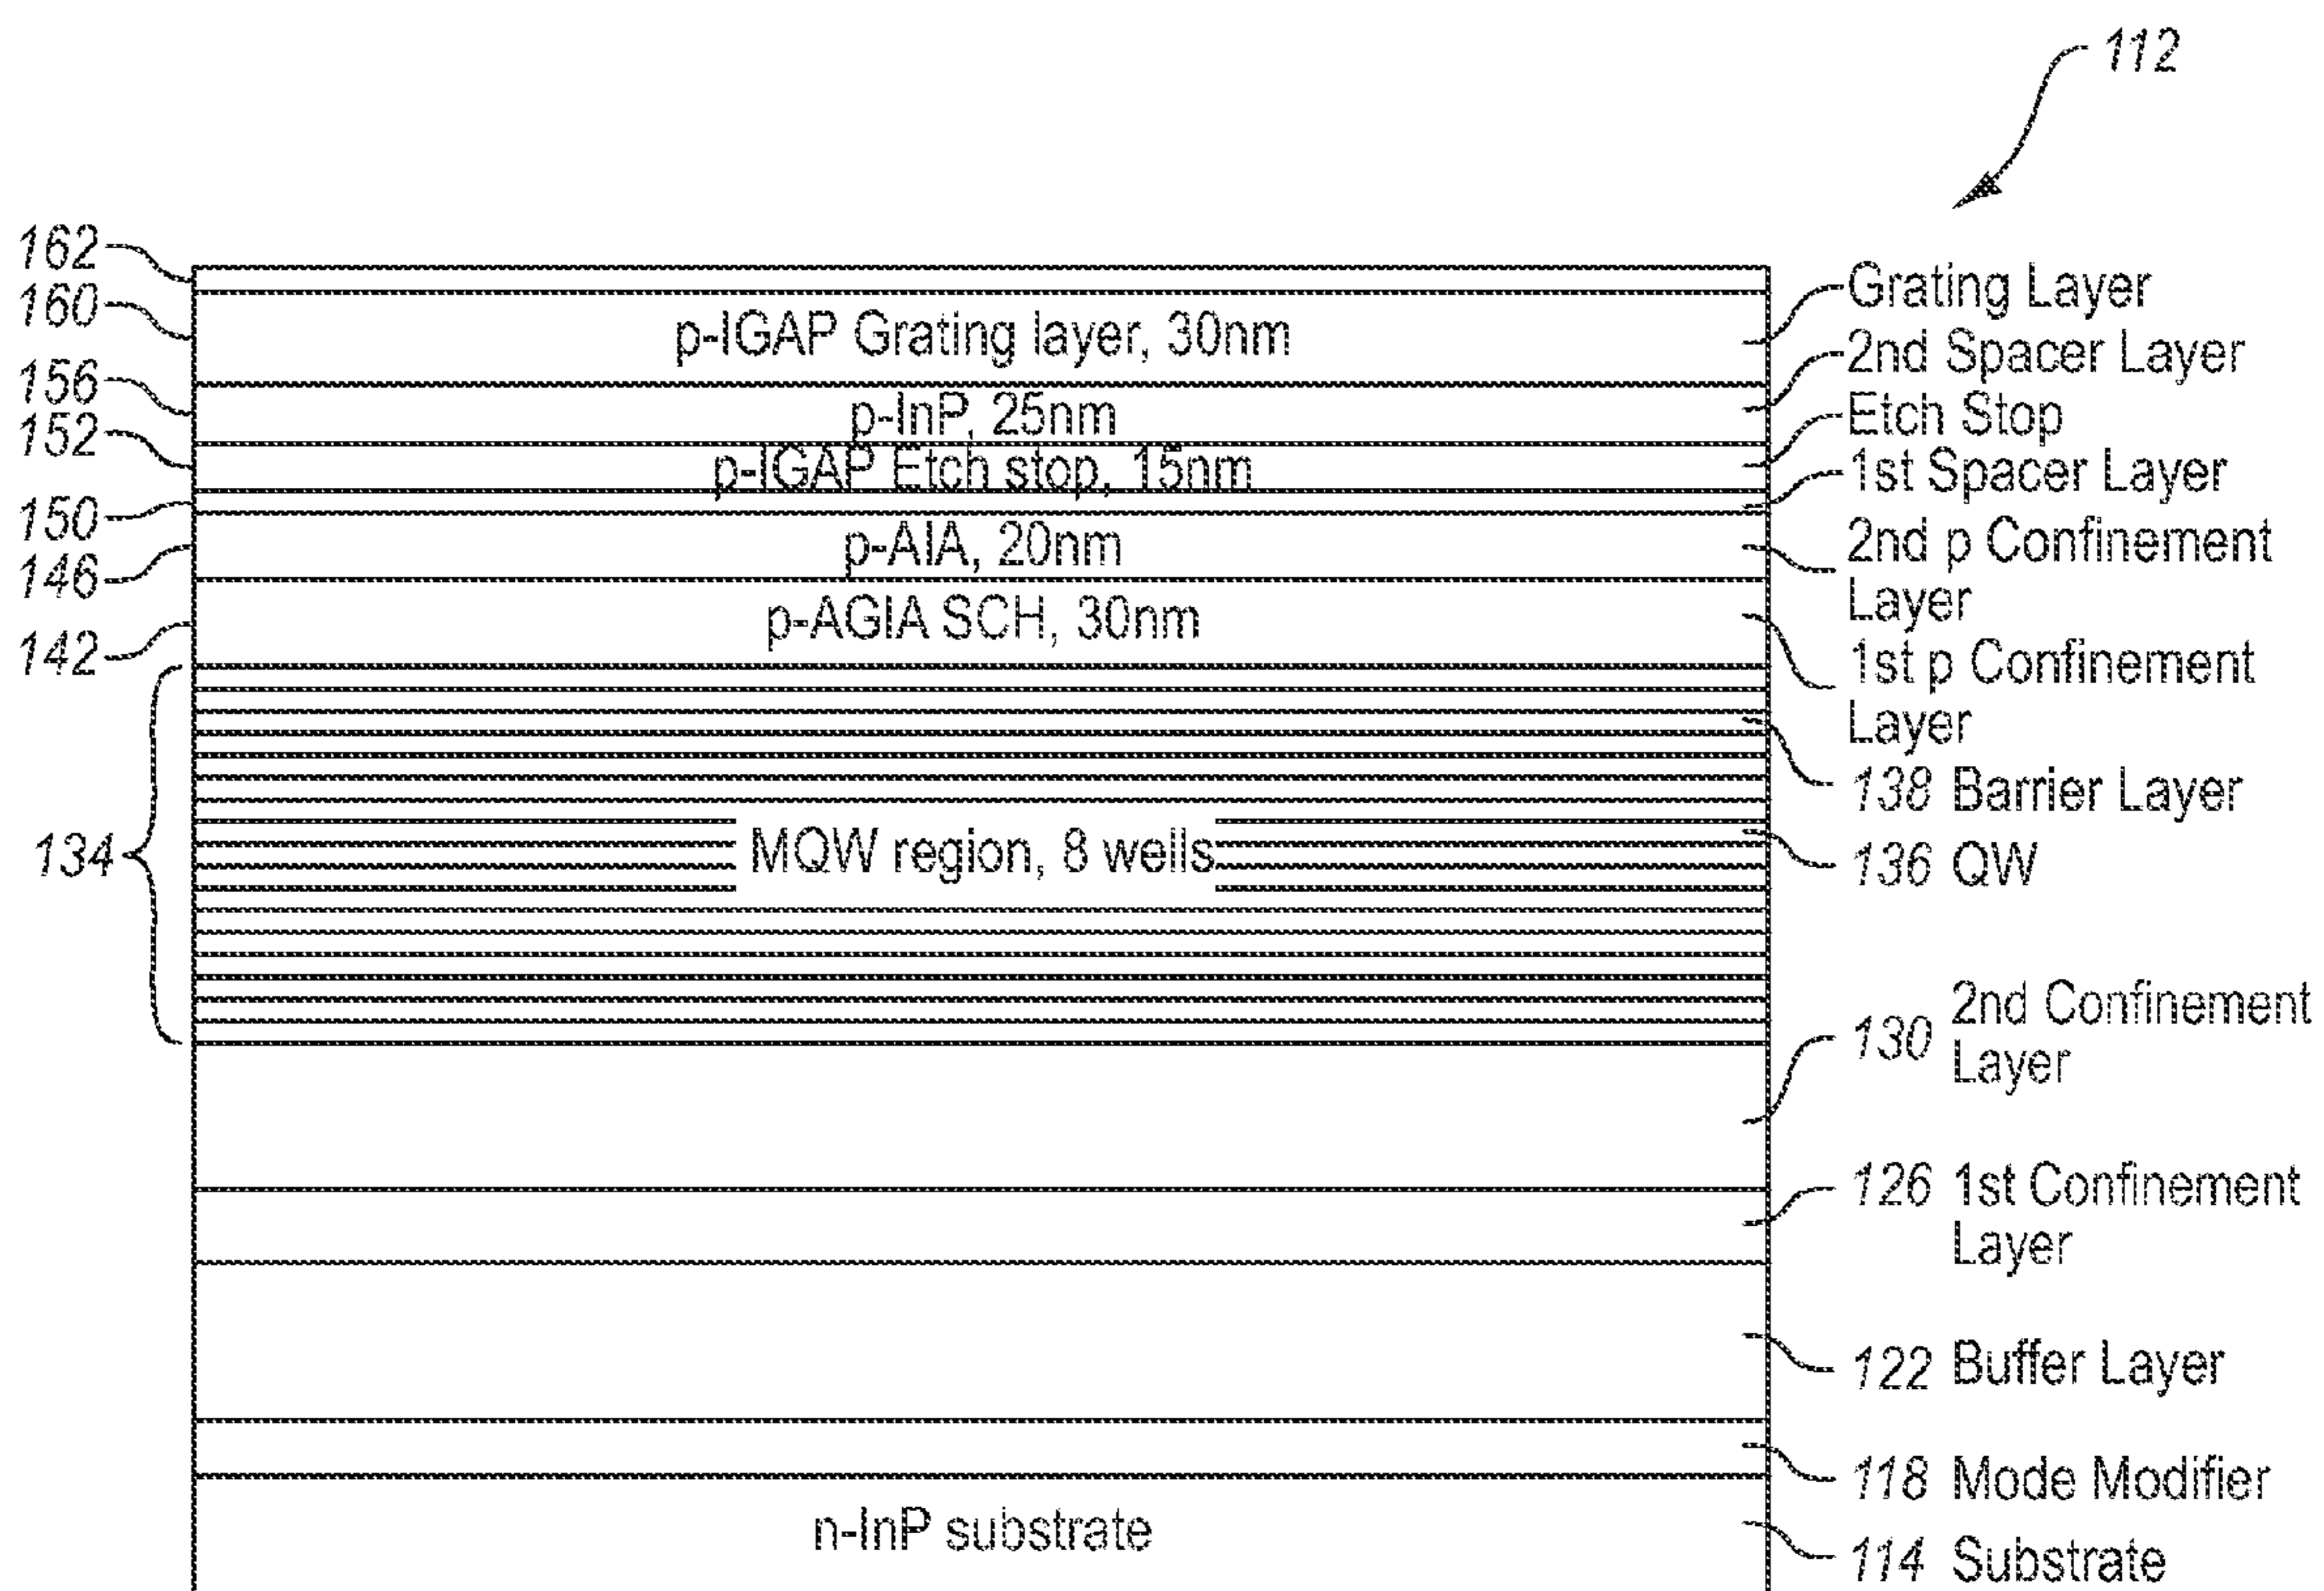 112
162
160
156
152
150
146
142
134
p-IGAP Grating layer, 30nm
p-InP, 25nm
p-IGAP Etch stop, 15nm
p-AIA, 20nm
p-AGIA SCH, 30nm
MQW region, 8 wells
n-InP substrate
Grating Layer
2nd Spacer Layer
Etch Stop
1st Spacer Layer
2nd p Confinement
Layer
1st p Confinement
Layer
138 Barrier Layer
136 QW
130 2nd Confinement
Layer
126 1st Confinement
Layer
122 Buffer Layer
118 Mode Modifier
114 Substrate